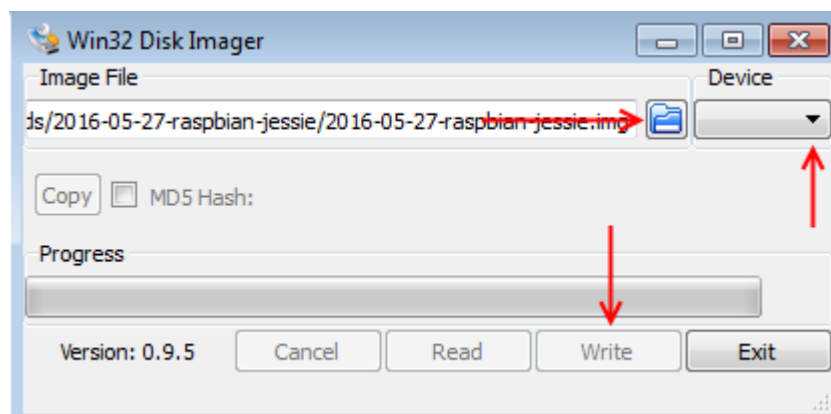 Win32 Disk Imager
Image File
Device
ds/2016-05-27-raspbian-jessie/2016-05-27-raspbian-jessie.img
Copy
MD5 Hash:
Progress
Version: 0.9.5
Cancel
Read
Write
Exit